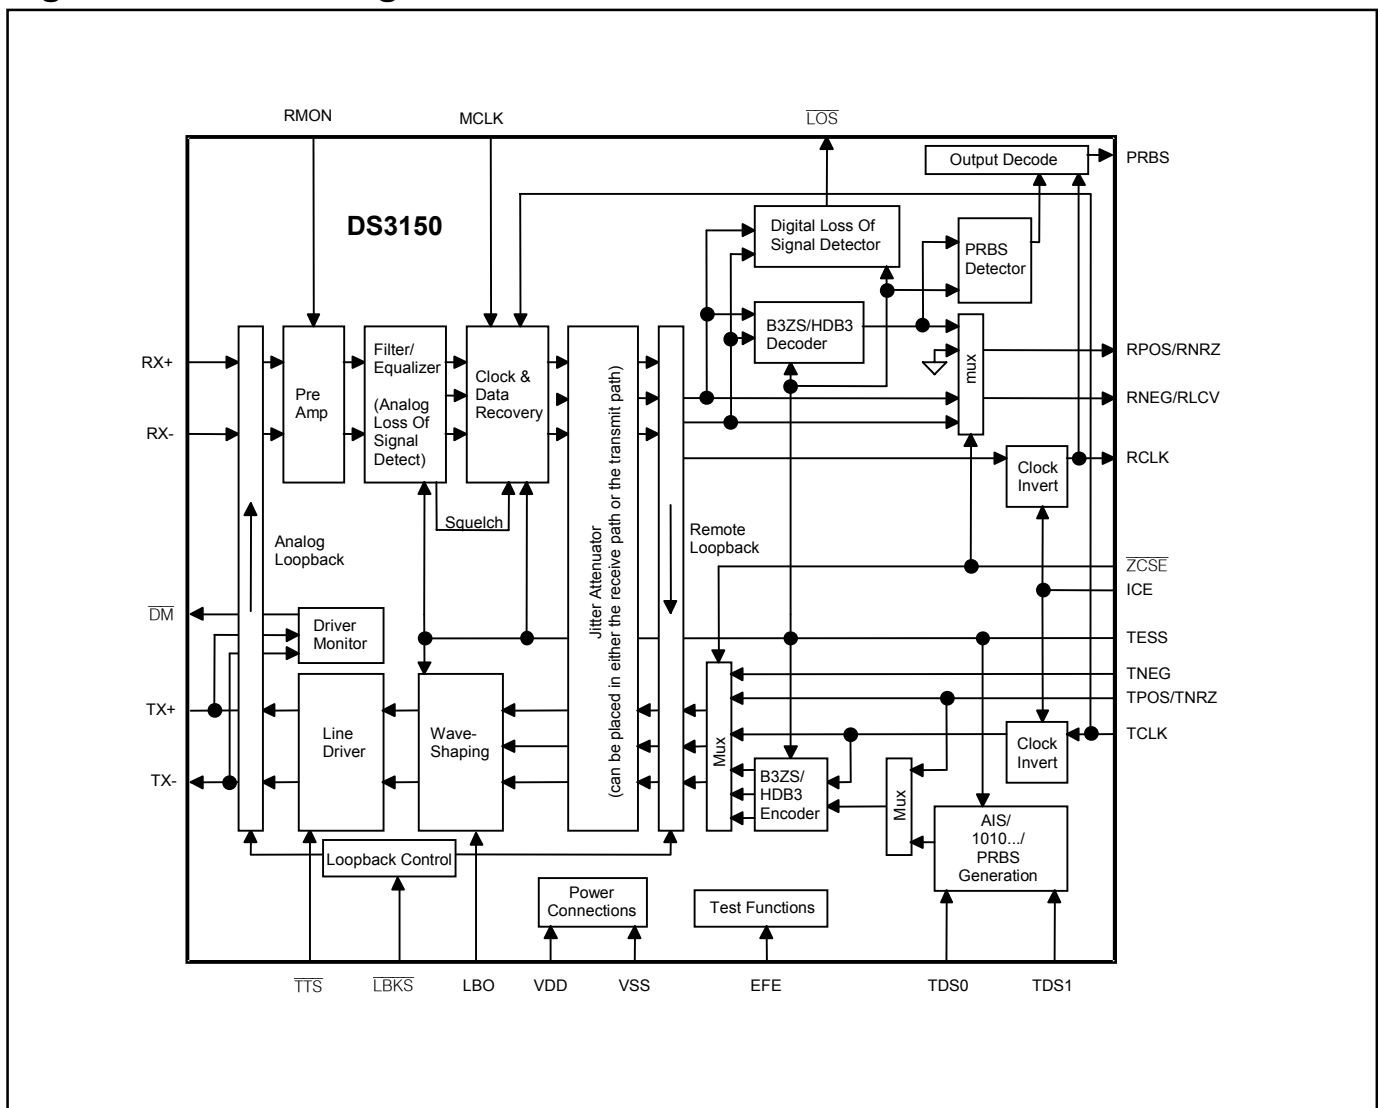 RMON
MCLK
LOS
DS3150
Output Decode
PRBS
Digital Loss Of
Signal Detector
PRBS
Detector
B3ZS/HDB3
Decoder
mux
RX+
RX-
Pre
Amp
Filter/
Equalizer
(Analog
Loss Of
Signal
Detect)
Clock &
Data
Recovery
Squelch
Jitter Attenuator
(can be placed in either the receive path or the transmit path)
RPOS/RNRZ
RNEG/RLCV
RCLK
Clock
Invert
Analog
Loopback
Remote
Loopback
ZCSE
ICE
TESS
TNEG
TPOS/TNRZ
TCLK
DM
Driver
Monitor
TX+
TX-
Line
Driver
Wave-
Shaping
Mux
B3ZS/
HDB3
Encoder
Mux
Clock
Invert
AIS/
1010.../
PRBS
Generation
Loopback Control
Power
Connections
Test Functions
TTS
LBKS
LBO
VDD
VSS
EFE
TDS0
TDS1